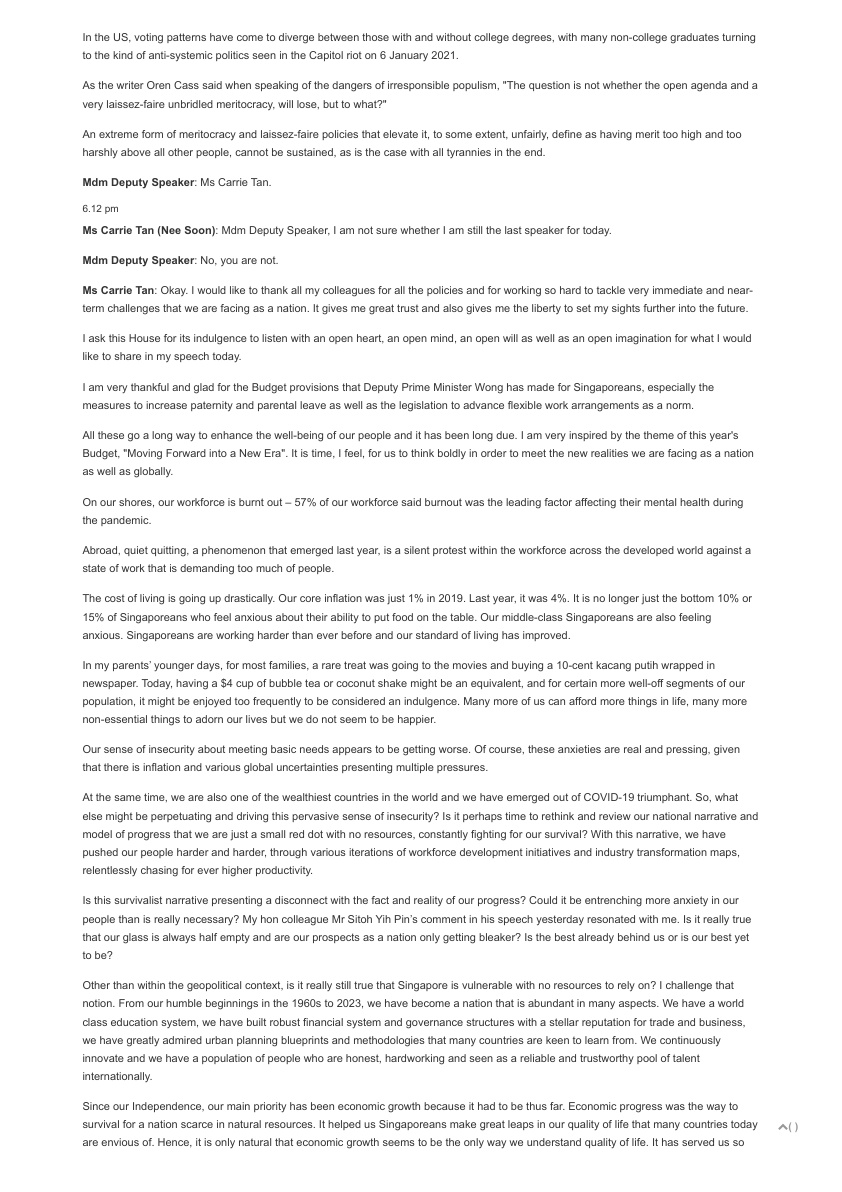 In the US, voting patterns have come to diverge between those with and without college degrees, with many non-college graduates turning
to the kind of anti-systemic politics seen in the Capitol riot on 6 January 2021.
As the writer Oren Cass said when speaking of the dangers of irresponsible populism, "The question is not whether the open agenda and a
very laissez-faire unbridled meritocracy, will lose, but to what?"
An extreme form of meritocracy and laissez-faire policies that elevate it, to some extent, unfairly, define as having merit too high and too
harshly above all other people, cannot be sustained, as is the case with all tyrannies in the end.
Mdm Deputy Speaker: Ms Carrie Tan.
6.12 pm
Ms Carrie Tan (Nee Soon): Mdm Deputy Speaker, I am not sure whether I am still the last speaker for today.
Mdm Deputy Speaker: No, you are not.
Ms Carrie Tan: Okay. I would like to thank all my colleagues for all the policies and for working so hard to tackle very immediate and near-
term challenges that we are facing as a nation. It gives me great trust and also gives me the liberty to set my sights further into the future.
I ask this House for its indulgence to listen with an open heart, an open mind, an open will as well as an open imagination for what I would
like to share in my speech today.
I am very thankful and glad for the Budget provisions that Deputy Prime Minister Wong has made for Singaporeans, especially the
measures to increase paternity and parental leave as well as the legislation to advance flexible work arrangements as a norm.
All these go a long way to enhance the well-being of our people and it has been long due. I am very inspired by the theme of this year's
Budget, "Moving Forward into a New Era". It is time, I feel, for us to think boldly in order to meet the new realities we are facing as a nation
as well as globally.
On our shores, our workforce is burnt out – 57% of our workforce said burnout was the leading factor affecting their mental health during
the pandemic.
Abroad, quiet quitting, a phenomenon that emerged last year, is a silent protest within the workforce across the developed world against a
state of work that is demanding too much of people.
The cost of living is going up drastically. Our core inflation was just 1% in 2019. Last year, it was 4%. It is no longer just the bottom 10% or
15% of Singaporeans who feel anxious about their ability to put food on the table. Our middle-class Singaporeans are also feeling
anxious. Singaporeans are working harder than ever before and our standard of living has improved.
In my parents' younger days, for most families, a rare treat was going to the movies and buying a 10-cent kacang putih wrapped in
newspaper. Today, having a $4 cup of bubble tea or coconut shake might be an equivalent, and for certain more well-off segments of our
population, it might be enjoyed too frequently to be considered an indulgence. Many more of us can afford more things in life, many more
non-essential things to adorn our lives but we do not seem to be happier.
Our sense of insecurity about meeting basic needs appears to be getting worse. Of course, these anxieties are real and pressing, given
that there is inflation and various global uncertainties presenting multiple pressures.
At the same time, we are also one of the wealthiest countries in the world and we have emerged out of COVID-19 triumphant. So, what
else might be perpetuating and driving this pervasive sense of insecurity? Is it perhaps time to rethink and review our national narrative and
model of progress that we are just a small red dot with no resources, constantly fighting for our survival? With this narrative, we have
pushed our people harder and harder, through various iterations of workforce development initiatives and industry transformation maps,
relentlessly chasing for ever higher productivity.
Is this survivalist narrative presenting a disconnect with the fact and reality of our progress? Could it be entrenching more anxiety in our
people than is really necessary? My hon colleague Mr Sitoh Yih Pin's comment in his speech yesterday resonated with me. Is it really true
that our glass is always half empty and are our prospects as a nation only getting bleaker? Is the best already behind us or is our best yet
to be?
Other than within the geopolitical context, is it really still true that Singapore is vulnerable with no resources to rely on? I challenge that
notion. From our humble beginnings in the 1960s to 2023, we have become a nation that is abundant in many aspects. We have a world
class education system, we have built robust financial system and governance structures with a stellar reputation for trade and business,
we have greatly admired urban planning blueprints and methodologies that many countries are keen to learn from. We continuously
innovate and we have a population of people who are honest, hardworking and seen as a reliable and trustworthy pool of talent
internationally.
Since our Independence, our main priority has been economic growth because it had to be thus far. Economic progress was the way to
survival for a nation scarce in natural resources. It helped us Singaporeans make great leaps in our quality of life that many countries today
are envious of. Hence, it is only natural that economic growth seems to be the only way we understand quality of life. It has served us so
( )